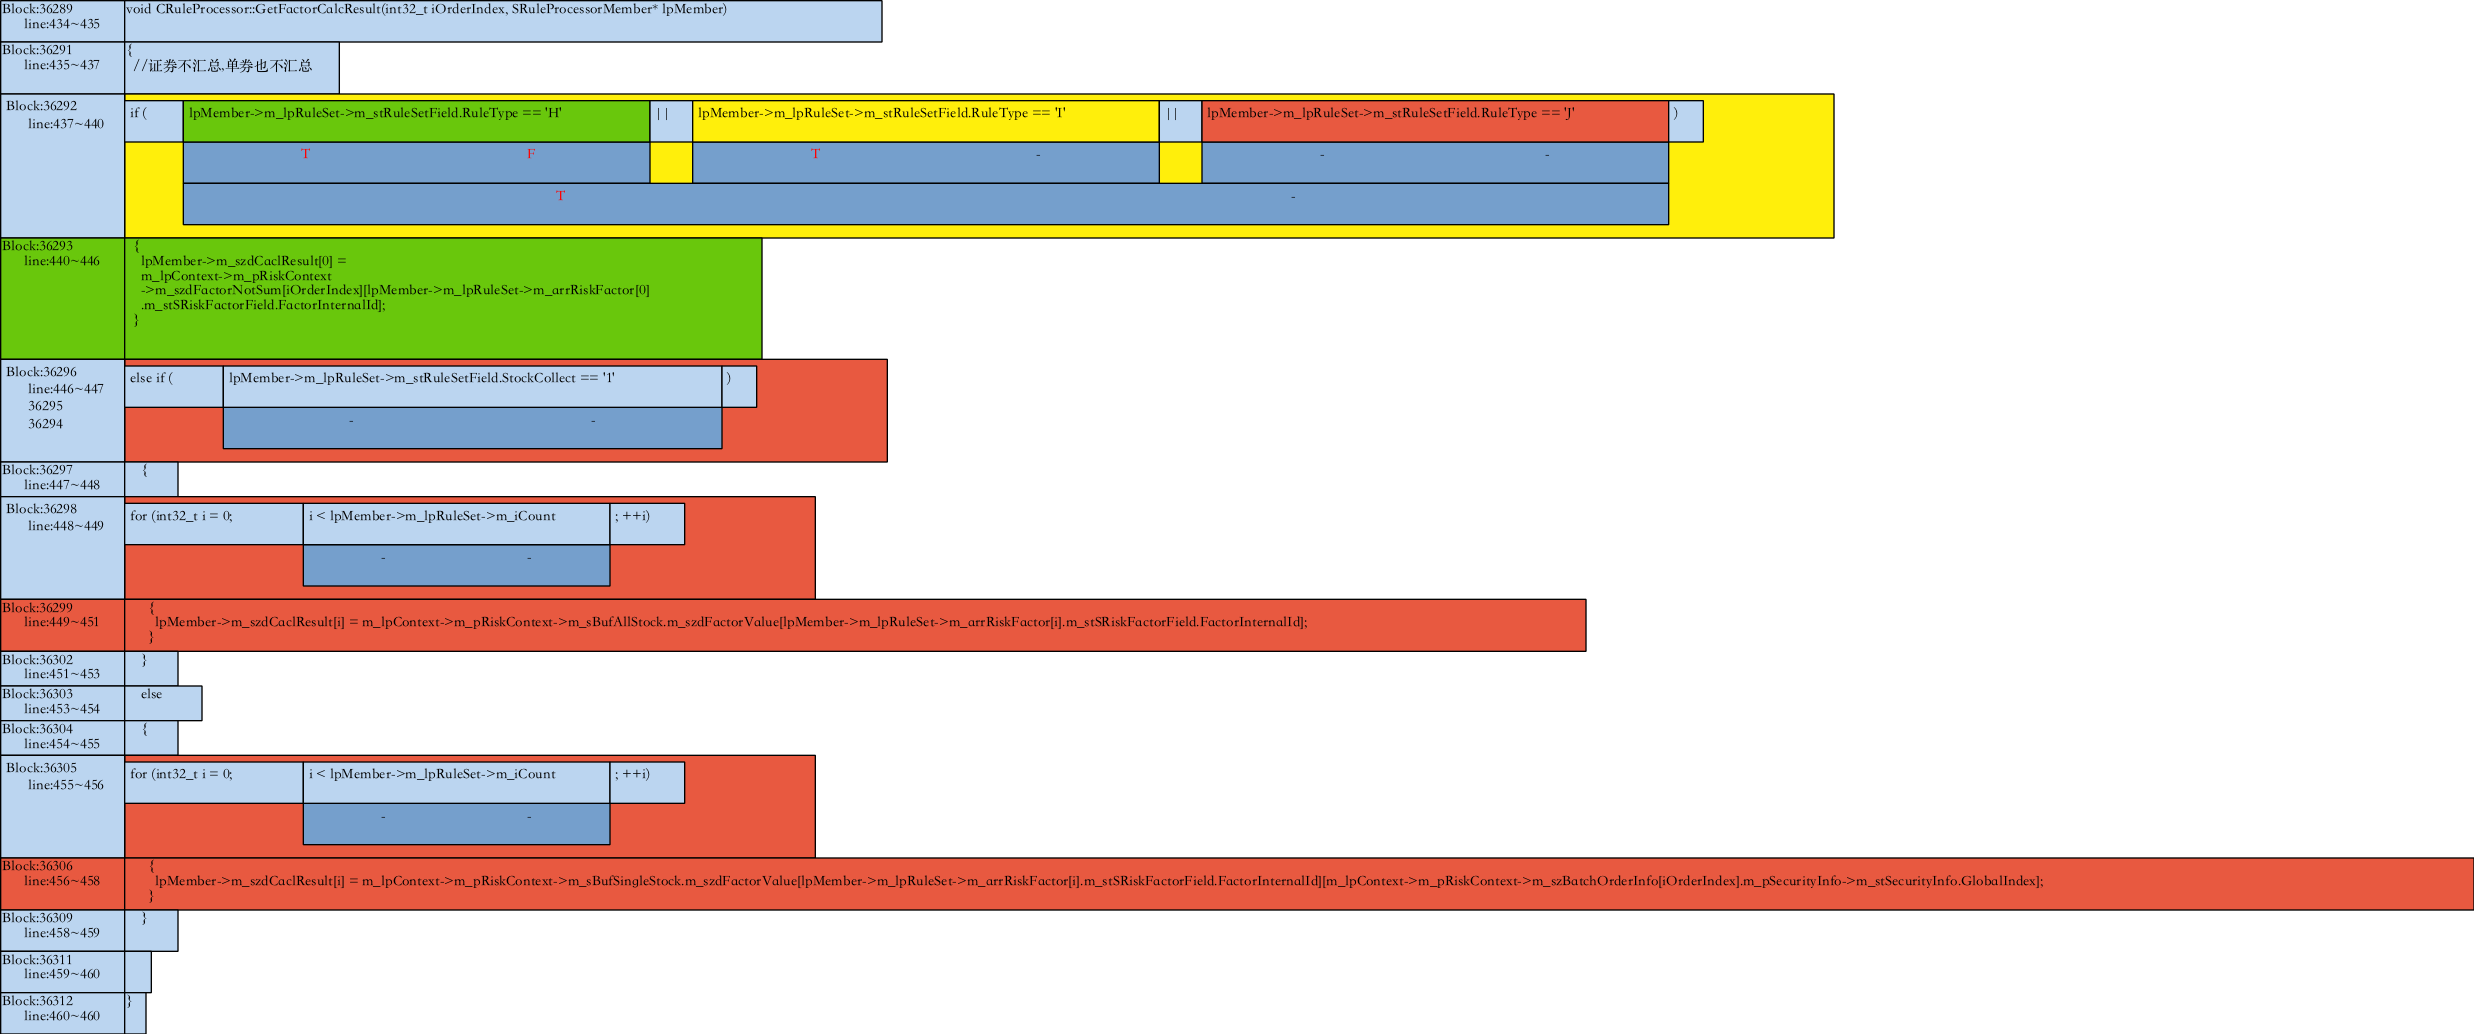 Block:36289
line:434~435
void CRuleProcessor::GetFactorCalcResult(int32_t iOrderIndex, SRuleProcessorMember* lpMember)
Block:36291
line:435~437
{
//证券不汇总,单券也不汇总
Block:36292
line:437~440
if ( lpMember->m_lpRuleSet->m_stRuleSetField.RuleType == 'H' || lpMember->m_lpRuleSet->m_stRuleSetField.RuleType == 'I' || lpMember->m_lpRuleSet->m_stRuleSetField.RuleType == 'J' )
T F T - - -
T -
Block:36293
line:440~446
{
lpMember->m_szdCaclResult[0] =
m_lpContext->m_pRiskContext
->m_szdFactorNotSum[iOrderIndex][lpMember->m_lpRuleSet->m_arrRiskFactor[0]
.m_stSRiskFactorField.FactorInternalId];
}
Block:36296
line:446~447
36295
36294
else if ( lpMember->m_lpRuleSet->m_stRuleSetField.StockCollect == '1' )
- -
Block:36297
line:447~448
{
Block:36298
line:448~449
for (int32_t i = 0; i < lpMember->m_lpRuleSet->m_iCount ; ++i)
- -
Block:36299
line:449~451
{
lpMember->m_szdCaclResult[i] = m_lpContext->m_pRiskContext->m_sBufAllStock.m_szdFactorValue[lpMember->m_lpRuleSet->m_arrRiskFactor[i].m_stSRiskFactorField.FactorInternalId];
}
Block:36302
line:451~453
}
Block:36303
line:453~454
else
Block:36304
line:454~455
{
Block:36305
line:455~456
for (int32_t i = 0; i < lpMember->m_lpRuleSet->m_iCount ; ++i)
- -
Block:36306
line:456~458
{
lpMember->m_szdCaclResult[i] = m_lpContext->m_pRiskContext->m_sBufSingleStock.m_szdFactorValue[lpMember->m_lpRuleSet->m_arrRiskFactor[i].m_stSRiskFactorField.FactorInternalId][m_lpContext->m_pRiskContext->m_szBatchOrderInfo[iOrderIndex].m_pSecurityInfo->m_stSecurityInfo.GlobalIndex];
}
Block:36309
line:458~459
}
Block:36311
line:459~460
Block:36312
line:460~460
}